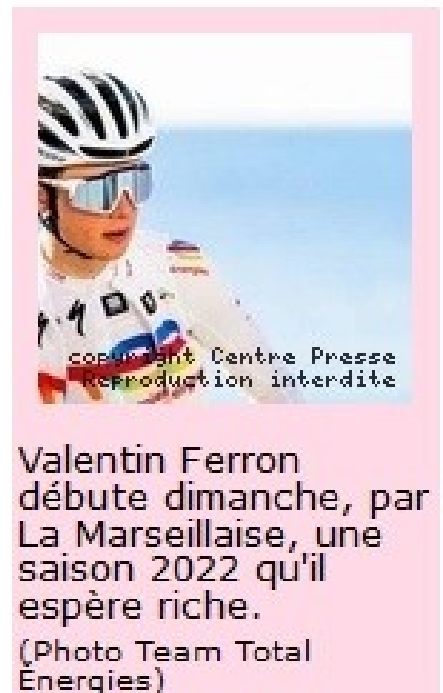 copyright Centre Presse
Reproduction interdite
Valentin Ferron
débute dimanche, par
La Marseillaise, une
saison 2022 qu'il
espère riche.
(Photo Team Total
Energies)